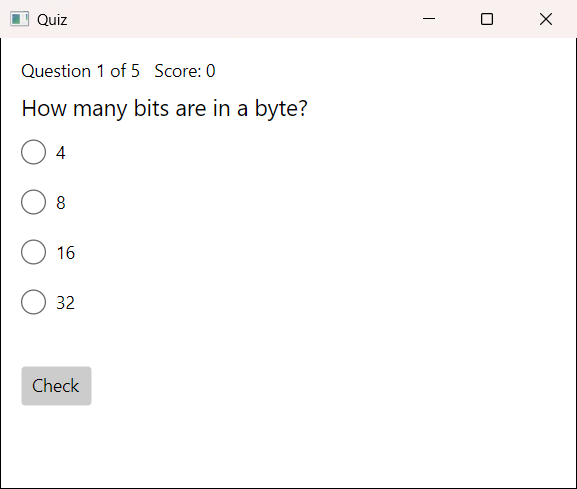 Quiz
Question 1 of 5 Score: 0
How many bits are in a byte?
4
8
16
32
Check